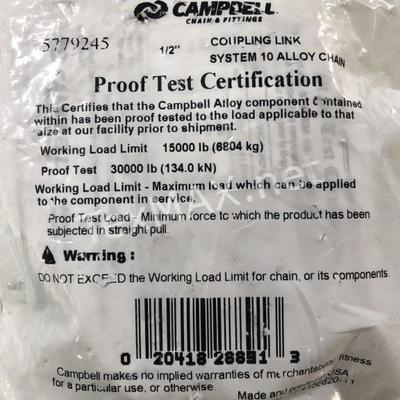 CAMPBELL
CHAIN & FITTINGS
5779245
1/2"
COUPLING LINK
SYSTEM 10 ALLOY CHAIN
Proof Test Certification
This Certifies that the Campbell Alloy component Contained
within has been proof tested to the load applicable to that
size at our facility prior to shipment.
Working Load Limit 15000 lb (6804 kg)
Proof Test 30000 lb (134.0 kN)
Working Load Limit - Maximum load which can be applied
to the component in service.
Proof Test Load - Minimum force to which the product has been
subjected in straight pull.
Warning:
DO NOT EXCEED the Working Load Limit for chain, or its components.
0 20418 28891 3
Campbell makes no implied warranties of merchantability, fitness
for a particular use, or otherwise.
Made and
USA